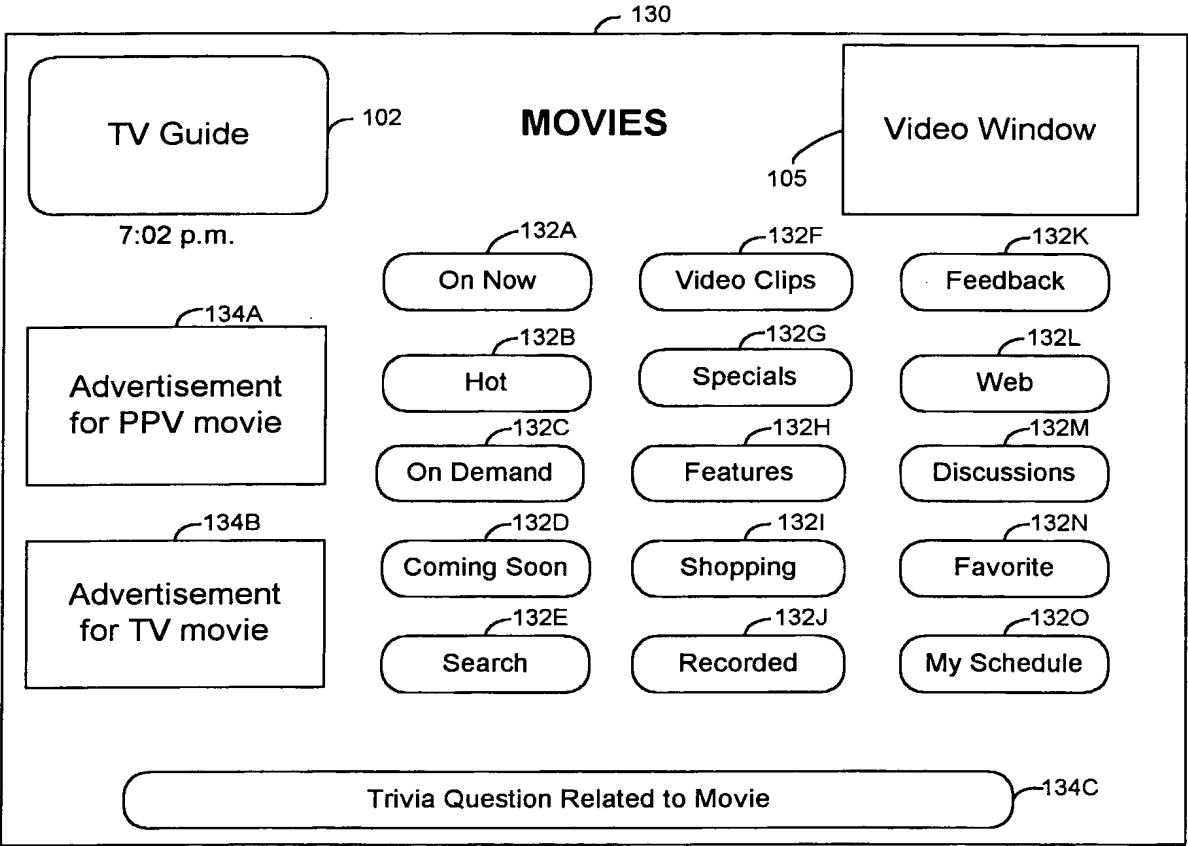 130
TV Guide
102
MOVIES
Video Window
105
7:02 p.m.
132A
132F
132K
On Now
Video Clips
Feedback
134A
132B
132G
132L
Advertisement
for PPV movie
Hot
Specials
Web
132C
132H
132M
On Demand
Features
Discussions
134B
132D
132I
132N
Advertisement
for TV movie
Coming Soon
Shopping
Favorite
132E
132J
132O
Search
Recorded
My Schedule
Trivia Question Related to Movie
134C